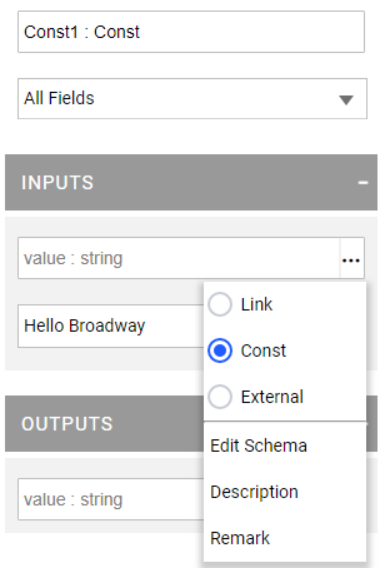 Const1 : Const
All Fields
INPUTS
value : string
Link
Hello Broadway
Const
External
OUTPUTS
Edit Schema
Description
value : string
Remark